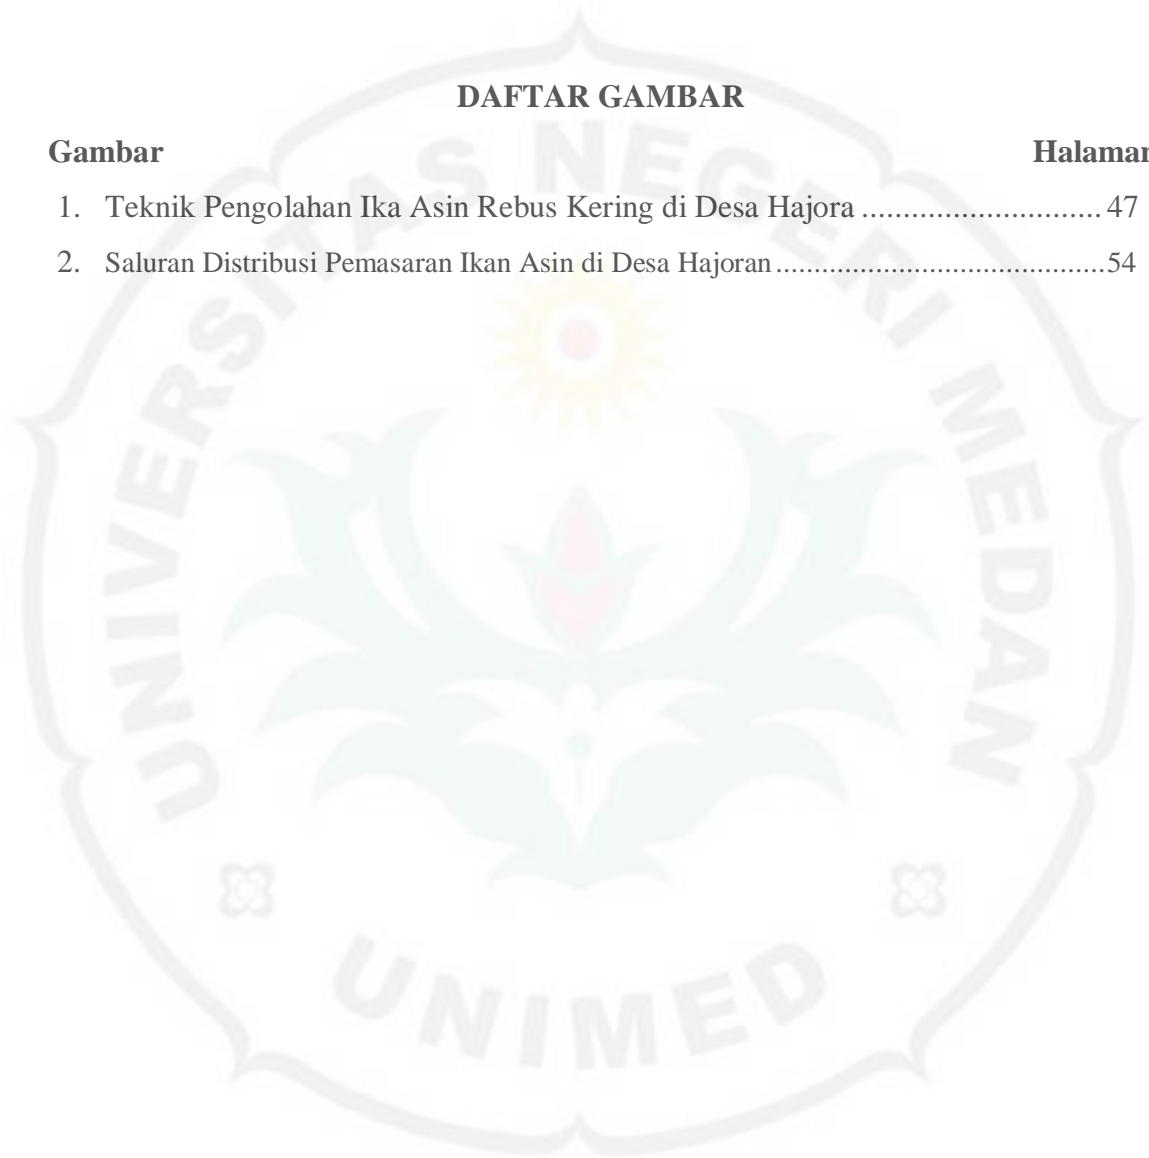 DAFTAR GAMBAR
Gambar Halaman
1. Teknik Pengolahan Ika Asin Rebus Kering di Desa Hajora ............................. 47
2. Saluran Distribusi Pemasaran Ikan Asin di Desa Hajoran ........................................... 54
UNIVERSITAS NEGERI MEDAN
UNIMED